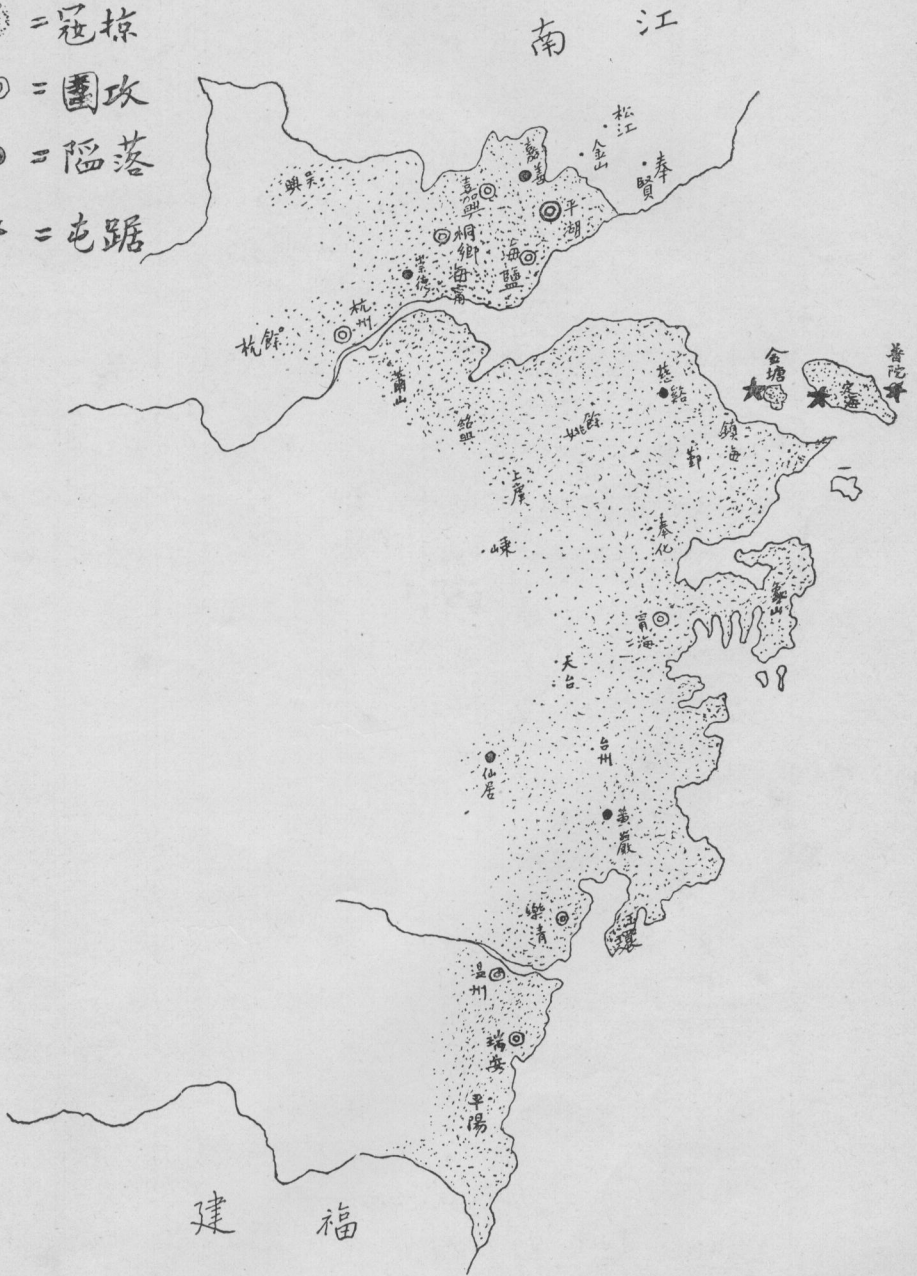 = 寇掠
= 圍攻
= 陷落
= 屯踞
江 南
松江
金山
奉賢
嘉善
嘉興
平湖
吳興
桐鄉
海鹽
海甯
崇德
杭州
餘杭
蕭山
紹興
餘姚
慈谿
鎮海
鄞
金塘
定海
普陀
上虞
嵊
奉化
象山
甯海
天台
台州
仙居
黃巖
樂清
玉環
温州
瑞安
平陽
福 建